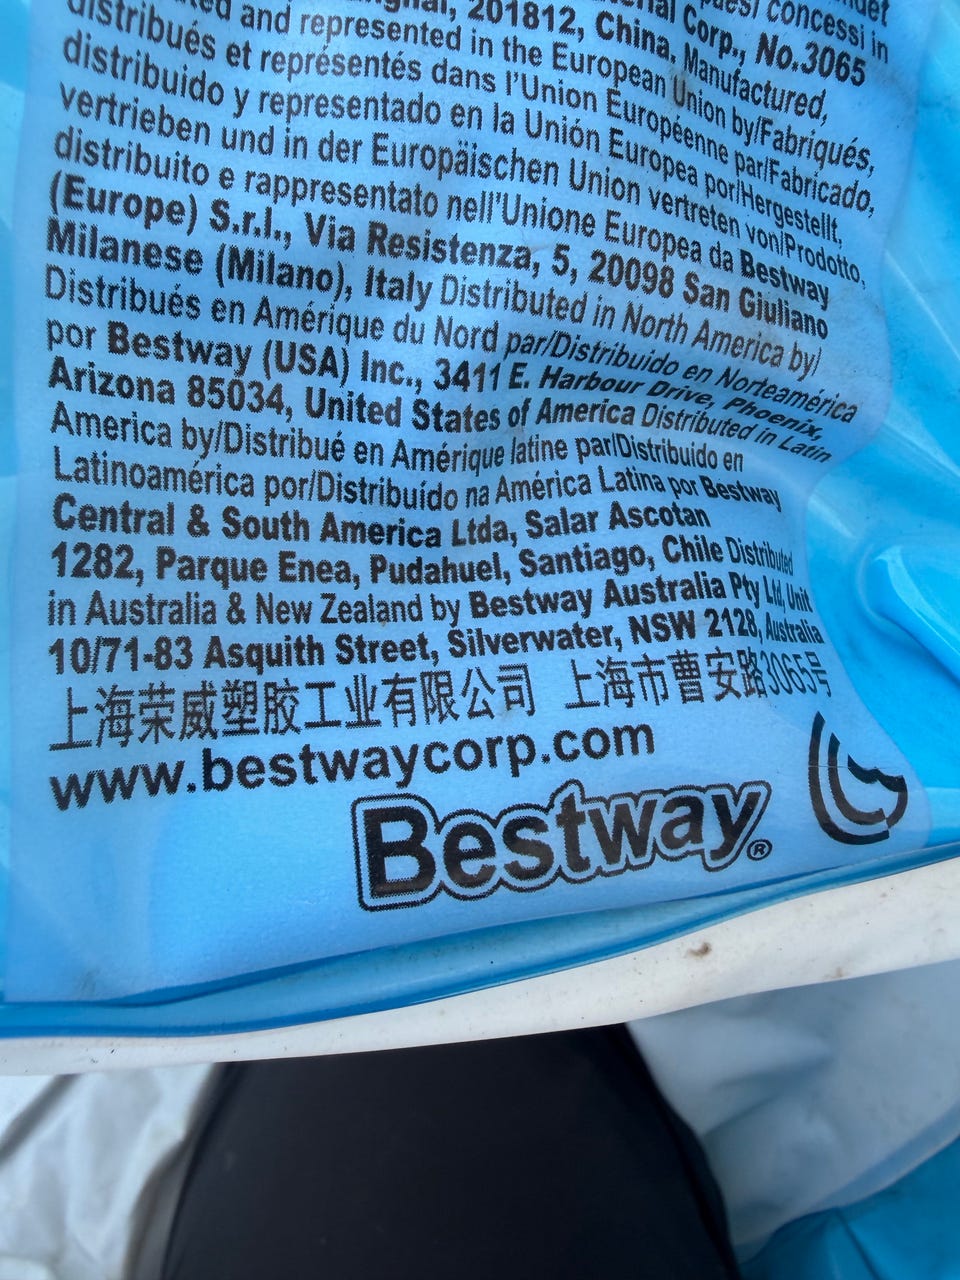 concessi in
Corp., No.3065
201812, China, Manufactured,
and represented in the European Union by/Fabriqués,
distribués et représentés dans l'Union Européenne par/Fabricado,
distribuido y representado en la Unión Europea por/Hergestellt,
vertrieben und in der Europäischen Union vertreten von/Prodotto,
distribuito e rappresentato nell'Unione Europea da Bestway
(Europe) S.r.l., Via Resistenza, 5, 20098 San Giuliano
Milanese (Milano), Italy Distributed in North America by/
Distribués en Amérique du Nord par/Distribuido en Norteamérica
por Bestway (USA) Inc., 3411 E. Harbour Drive, Phoenix,
Arizona 85034, United States of America Distributed in Latin
America by/Distribué en Amérique latine par/Distribuido en
Latinoamérica por/Distribuído na América Latina por Bestway
Central & South America Ltda, Salar Ascotan
1282, Parque Enea, Pudahuel, Santiago, Chile Distributed
in Australia & New Zealand by Bestway Australia Pty Ltd, Unit
10/71-83 Asquith Street, Silverwater, NSW 2128, Australia
上海荣威塑胶工业有限公司 上海市曹安路3065号
www.bestwaycorp.com
Bestway®